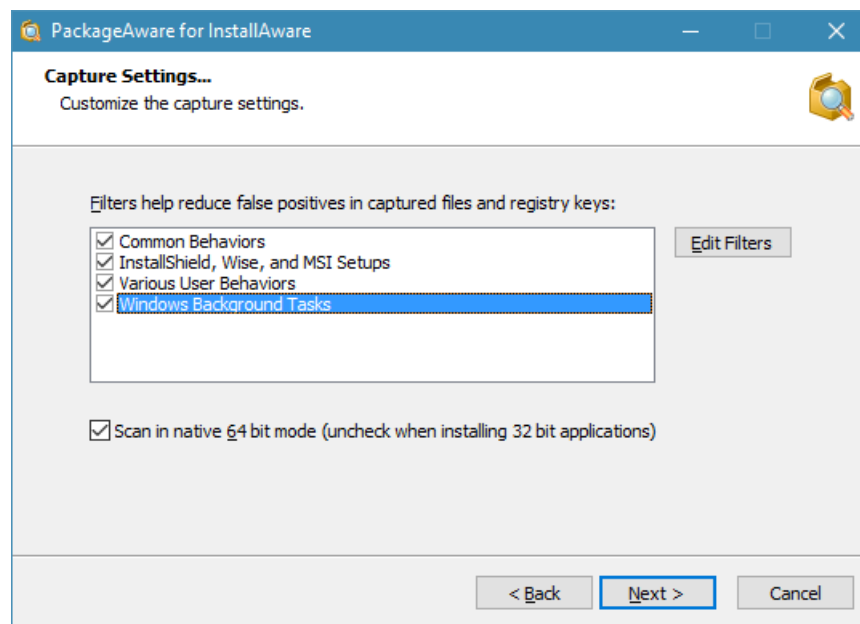 PackageAware for InstallAware
Capture Settings...
Customize the capture settings.
Filters help reduce false positives in captured files and registry keys:
Common Behaviors
Edit Filters
InstallShield, Wise, and MSI Setups
Various User Behaviors
Windows Background Tasks
Scan in native 64 bit mode (uncheck when installing 32 bit applications)
< Back
Next >
Cancel